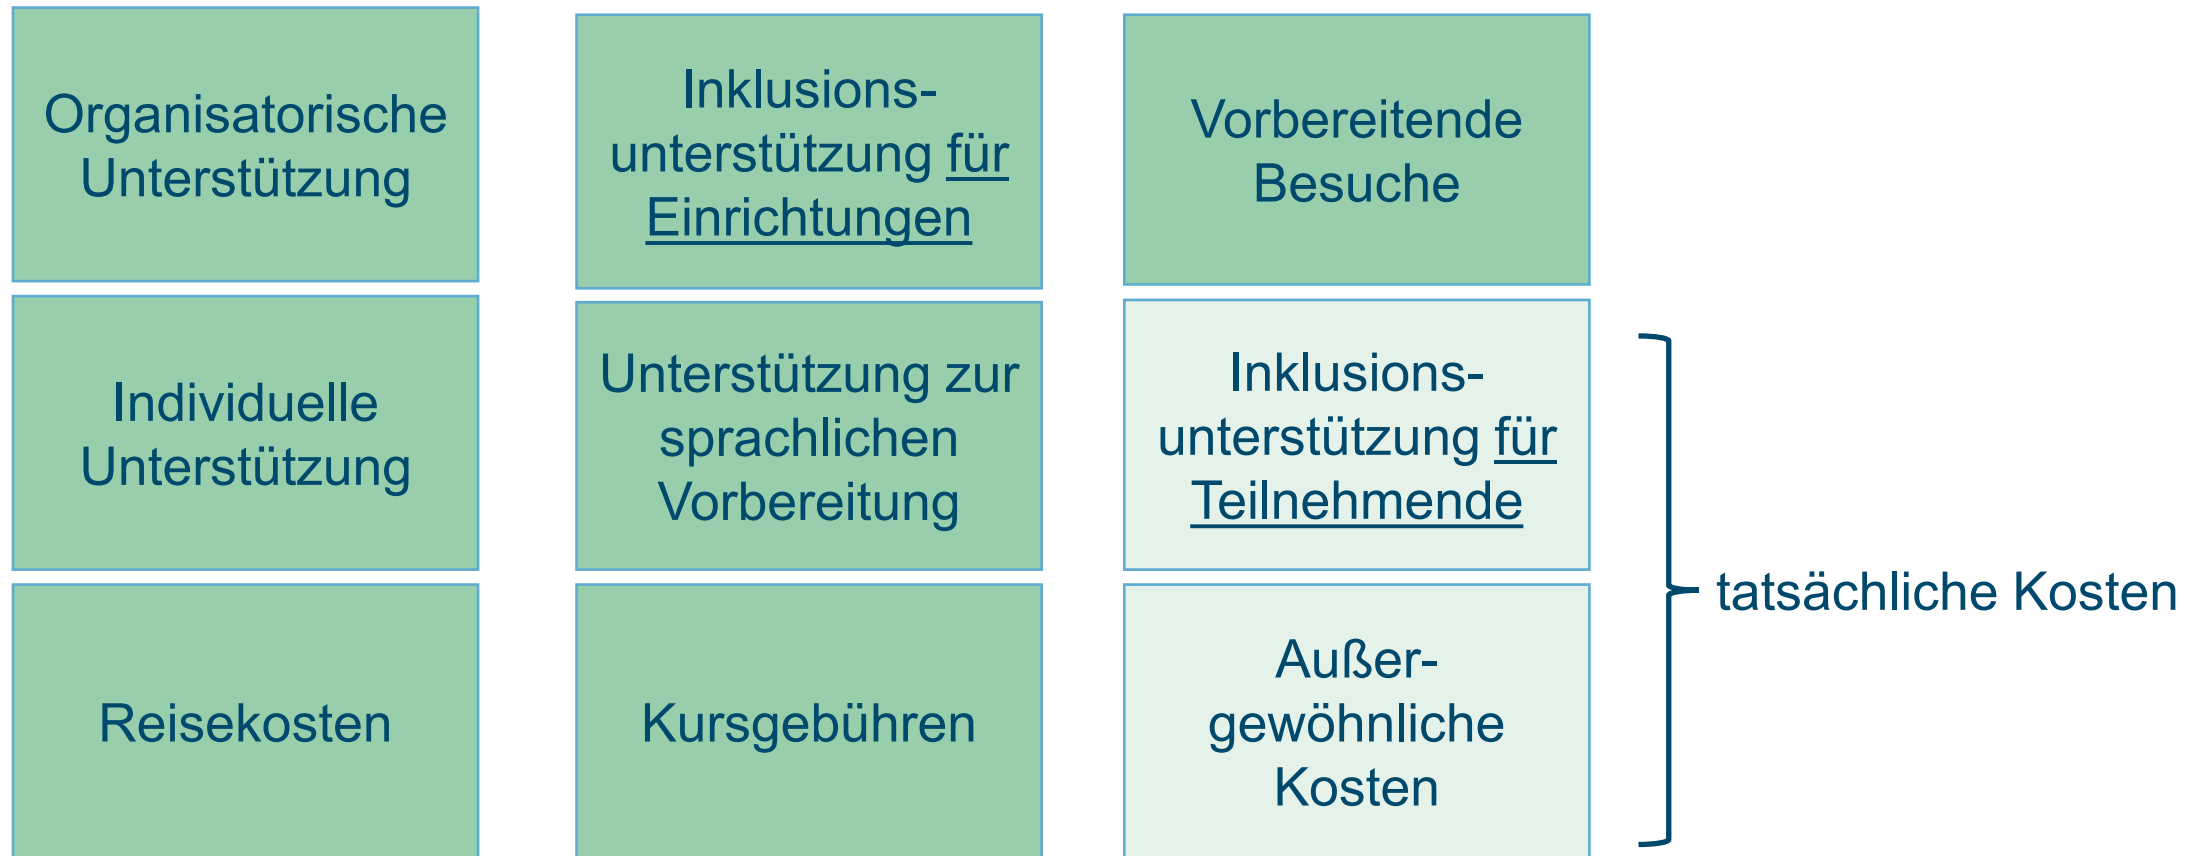 Organisatorische
Unterstützung
Inklusions-
unterstützung für
Einrichtungen
Vorbereitende
Besuche
Individuelle
Unterstützung
Unterstützung zur
sprachlichen
Vorbereitung
Inklusions-
unterstützung für
Teilnehmende
Reisekosten
Kursgebühren
Außer-
gewöhnliche
Kosten
tatsächliche Kosten